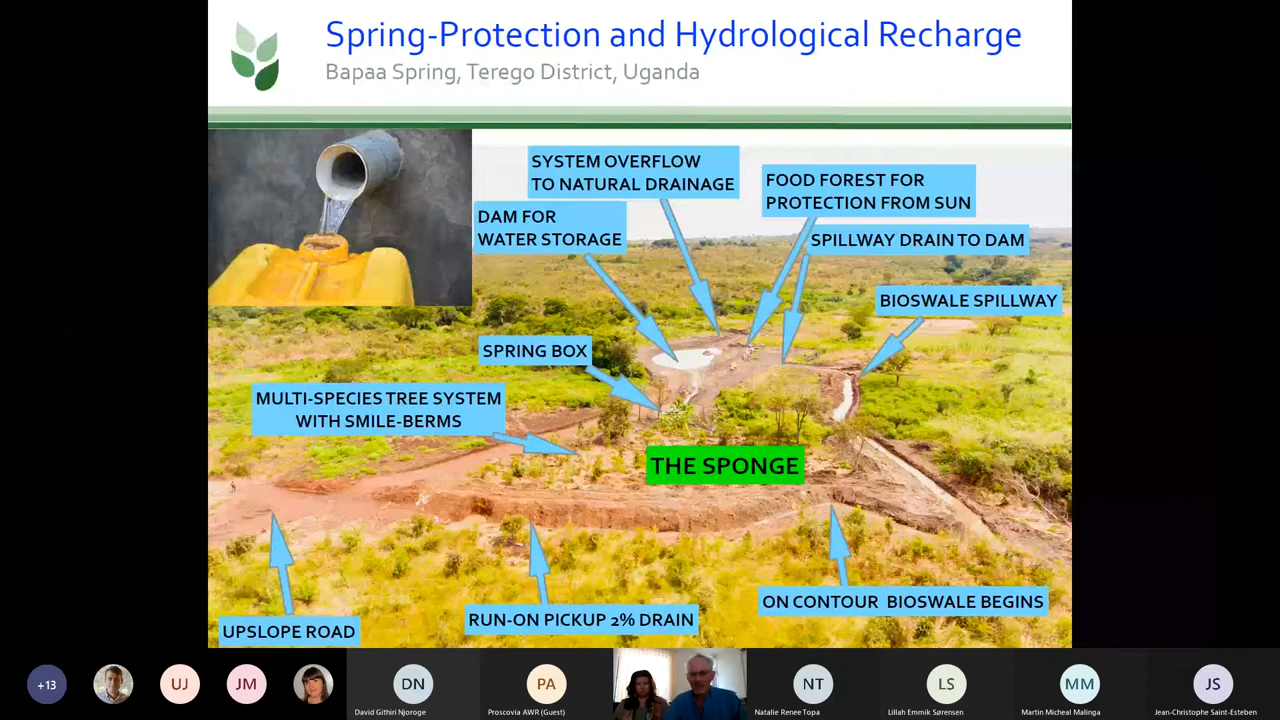 Spring-Protection and Hydrological Recharge
Bapaa Spring, Terego District, Uganda
SYSTEM OVERFLOW
TO NATURAL DRAINAGE
FOOD FOREST FOR
PROTECTION FROM SUN
DAM FOR
WATER STORAGE
SPILLWAY DRAIN TO DAM
BIOSWALE SPILLWAY
SPRING BOX
MULTI-SPECIES TREE SYSTEM
WITH SMILE-BERMS
THE SPONGE
ON CONTOUR BIOSWALE BEGINS
RUN-ON PICKUP 2% DRAIN
UPSLOPE ROAD
+13
UJ
JM
DN
David Githiri Njoroge
PA
Proscovia AWR (Guest)
NT
Natalie Renee Topa
LS
Lillah Emmik Sørensen
MM
Martin Micheal Malinga
JS
Jean-Christophe Saint-Esteben